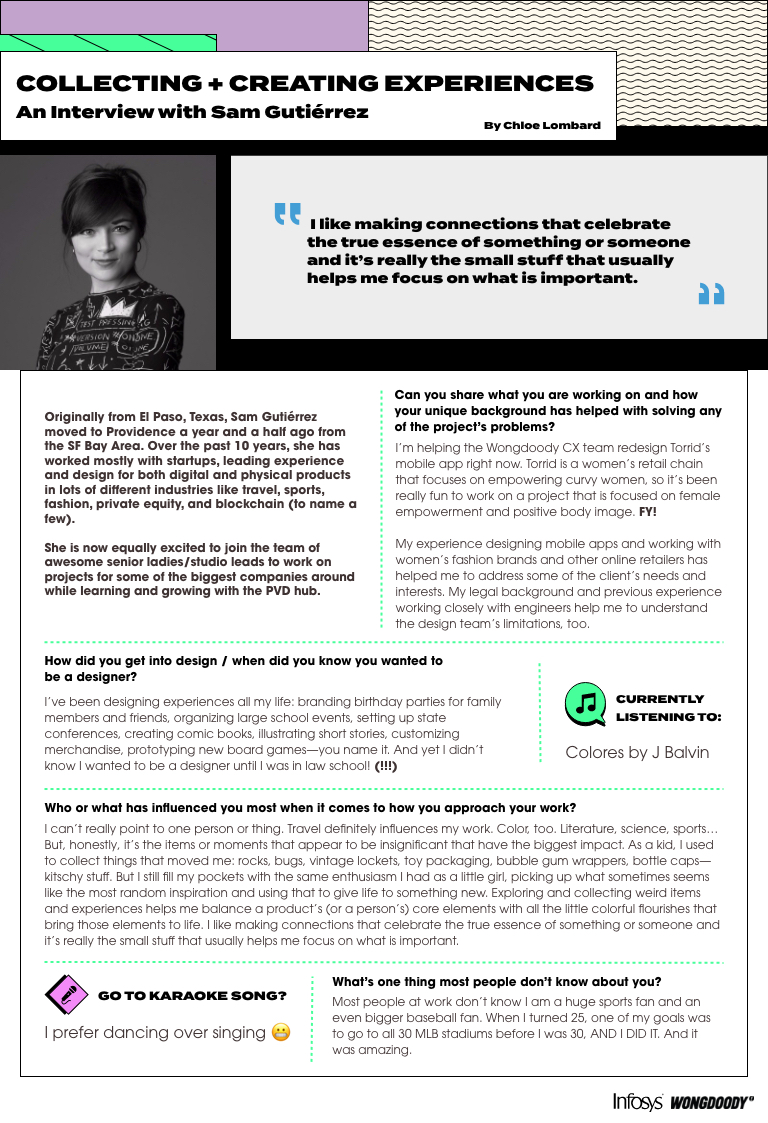 COLLECTING + CREATING EXPERIENCES
An Interview with Sam Gutiérrez
By Chloe Lombard
TEST PRESSING
VERSION
VOLUME
" I like making connections that celebrate
the true essence of something or someone
and it's really the small stuff that usually
helps me focus on what is important. "
Originally from El Paso, Texas, Sam Gutiérrez
moved to Providence a year and a half ago from
the SF Bay Area. Over the past 10 years, she has
worked mostly with startups, leading experience
and design for both digital and physical products
in lots of different industries like travel, sports,
fashion, private equity, and blockchain (to name a
few).
She is now equally excited to join the team of
awesome senior ladies/studio leads to work on
projects for some of the biggest companies around
while learning and growing with the PVD hub.
Can you share what you are working on and how
your unique background has helped with solving any
of the project's problems?
I'm helping the Wongdoody CX team redesign Torrid's
mobile app right now. Torrid is a women's retail chain
that focuses on empowering curvy women, so it's been
really fun to work on a project that is focused on female
empowerment and positive body image. FY!
My experience designing mobile apps and working with
women's fashion brands and other online retailers has
helped me to address some of the client's needs and
interests. My legal background and previous experience
working closely with engineers help me to understand
the design team's limitations, too.
How did you get into design / when did you know you wanted to
be a designer?
I've been designing experiences all my life: branding birthday parties for family
members and friends, organizing large school events, setting up state
conferences, creating comic books, illustrating short stories, customizing
merchandise, prototyping new board games—you name it. And yet I didn't
know I wanted to be a designer until I was in law school! (!!!)
CURRENTLY
LISTENING TO:
Colores by J Balvin
Who or what has influenced you most when it comes to how you approach your work?
I can't really point to one person or thing. Travel definitely influences my work. Color, too. Literature, science, sports…
But, honestly, it's the items or moments that appear to be insignificant that have the biggest impact. As a kid, I used
to collect things that moved me: rocks, bugs, vintage lockets, toy packaging, bubble gum wrappers, bottle caps—
kitschy stuff. But I still fill my pockets with the same enthusiasm I had as a little girl, picking up what sometimes seems
like the most random inspiration and using that to give life to something new. Exploring and collecting weird items
and experiences helps me balance a product's (or a person's) core elements with all the little colorful flourishes that
bring those elements to life. I like making connections that celebrate the true essence of something or someone and
it's really the small stuff that usually helps me focus on what is important.
GO TO KARAOKE SONG?
I prefer dancing over singing 😬
What's one thing most people don't know about you?
Most people at work don't know I am a huge sports fan and an
even bigger baseball fan. When I turned 25, one of my goals was
to go to all 30 MLB stadiums before I was 30, AND I DID IT. And it
was amazing.
Infosys WONGDOODY